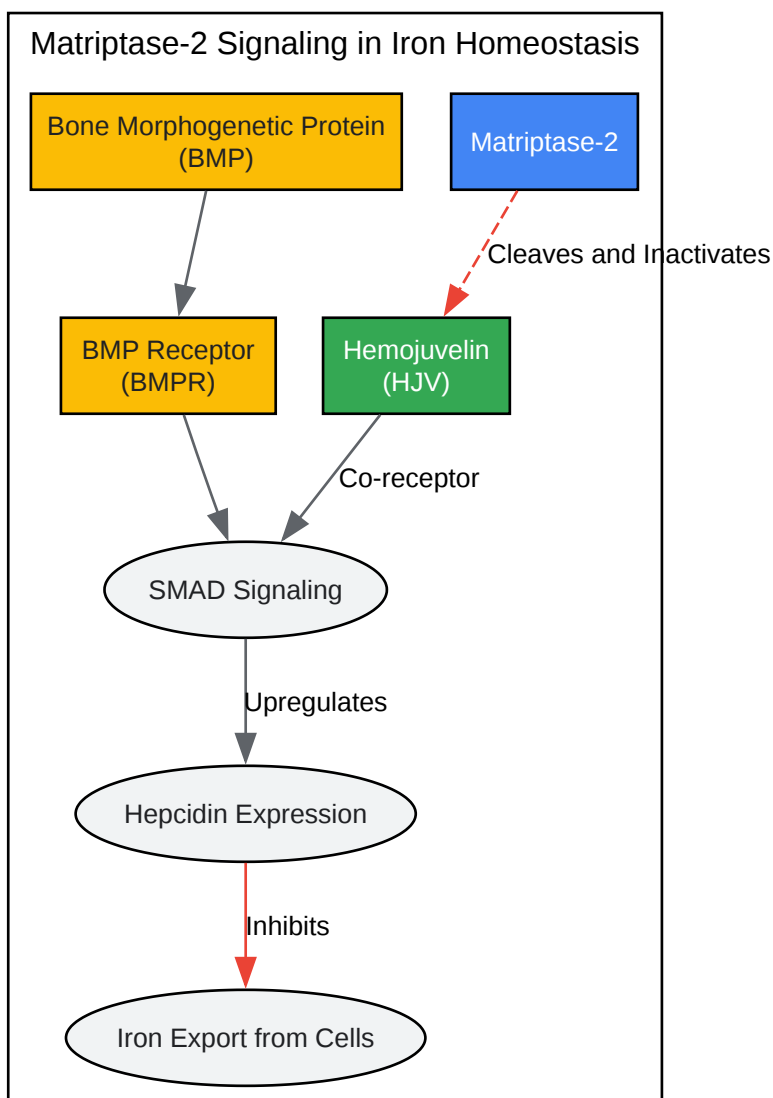 Matriptase-2 Signaling in Iron Homeostasis
Bone Morphogenetic Protein
(BMP)
Matriptase-2
Cleaves and Inactivates
BMP Receptor
(BMPR)
Hemojuvelin
(HJV)
Co-receptor
SMAD Signaling
Upregulates
Hepcidin Expression
Inhibits
Iron Export from Cells